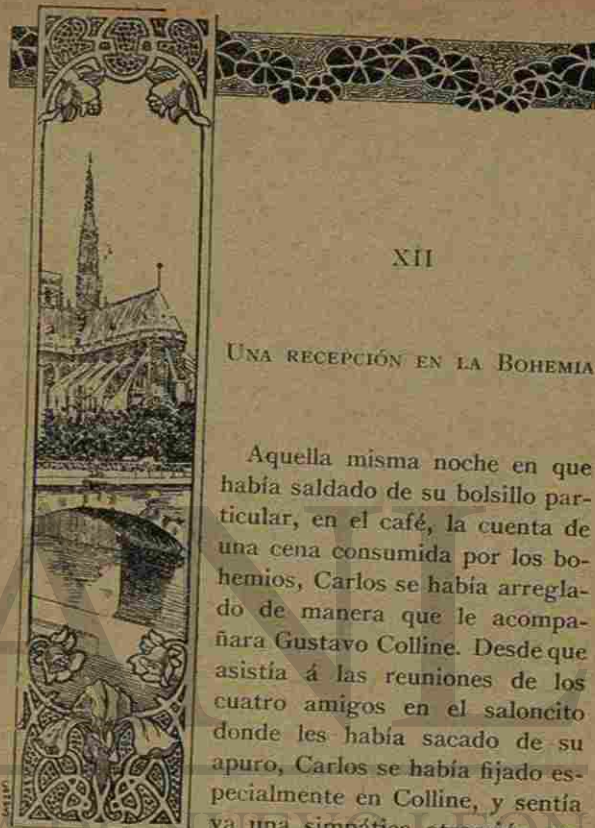 XII
UNA RECEPCIÓN EN LA BOHEMIA
Aquella misma noche en que
había saldado de su bolsillo par-
ticular, en el café, la cuenta de
una cena consumida por los bo-
hemios, Carlos se había arregla-
do de manera que le acompa-
ñara Gustavo Colline. Desde que
asistía á las reuniones de los
cuatro amigos en el saloncito
donde les había sacado de su
apuro, Carlos se había fijado es-
pecialmente en Colline, y sentía
ya una simpática